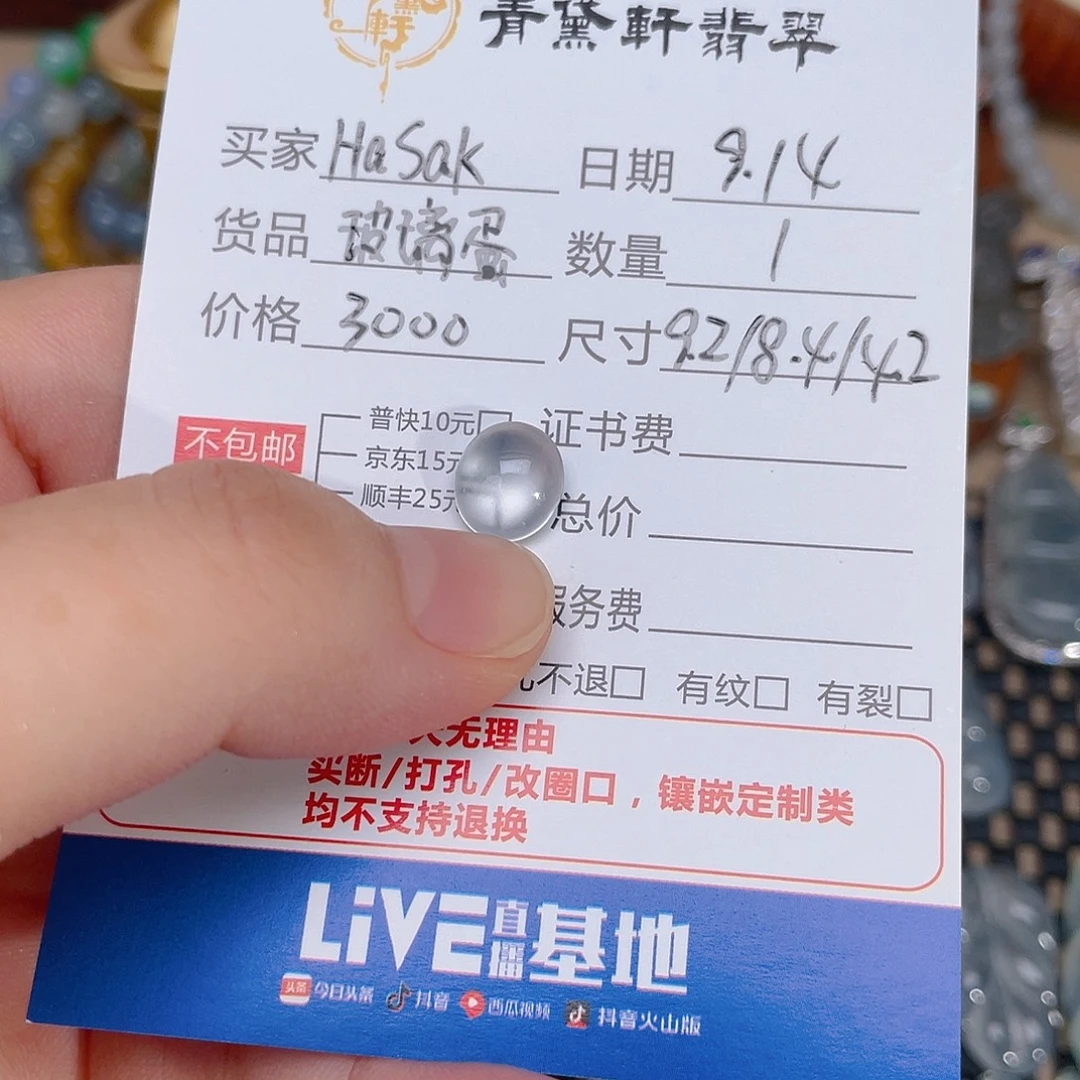 青黛軒翡翠
买家 HaSak 日期 9.14
货品 玻璃蛋 数量 1
价格 3000 尺寸 9.2/8.4/4.2
不包邮 普快10元 证书费
京东15元
顺丰25元 总价
服务费
不退 有纹 有裂
无理由
买断/打孔/改圈口，镶嵌定制类
均不支持退换
LiVE直播基地
头条 今日头条 抖音 西瓜视频 抖音火山版